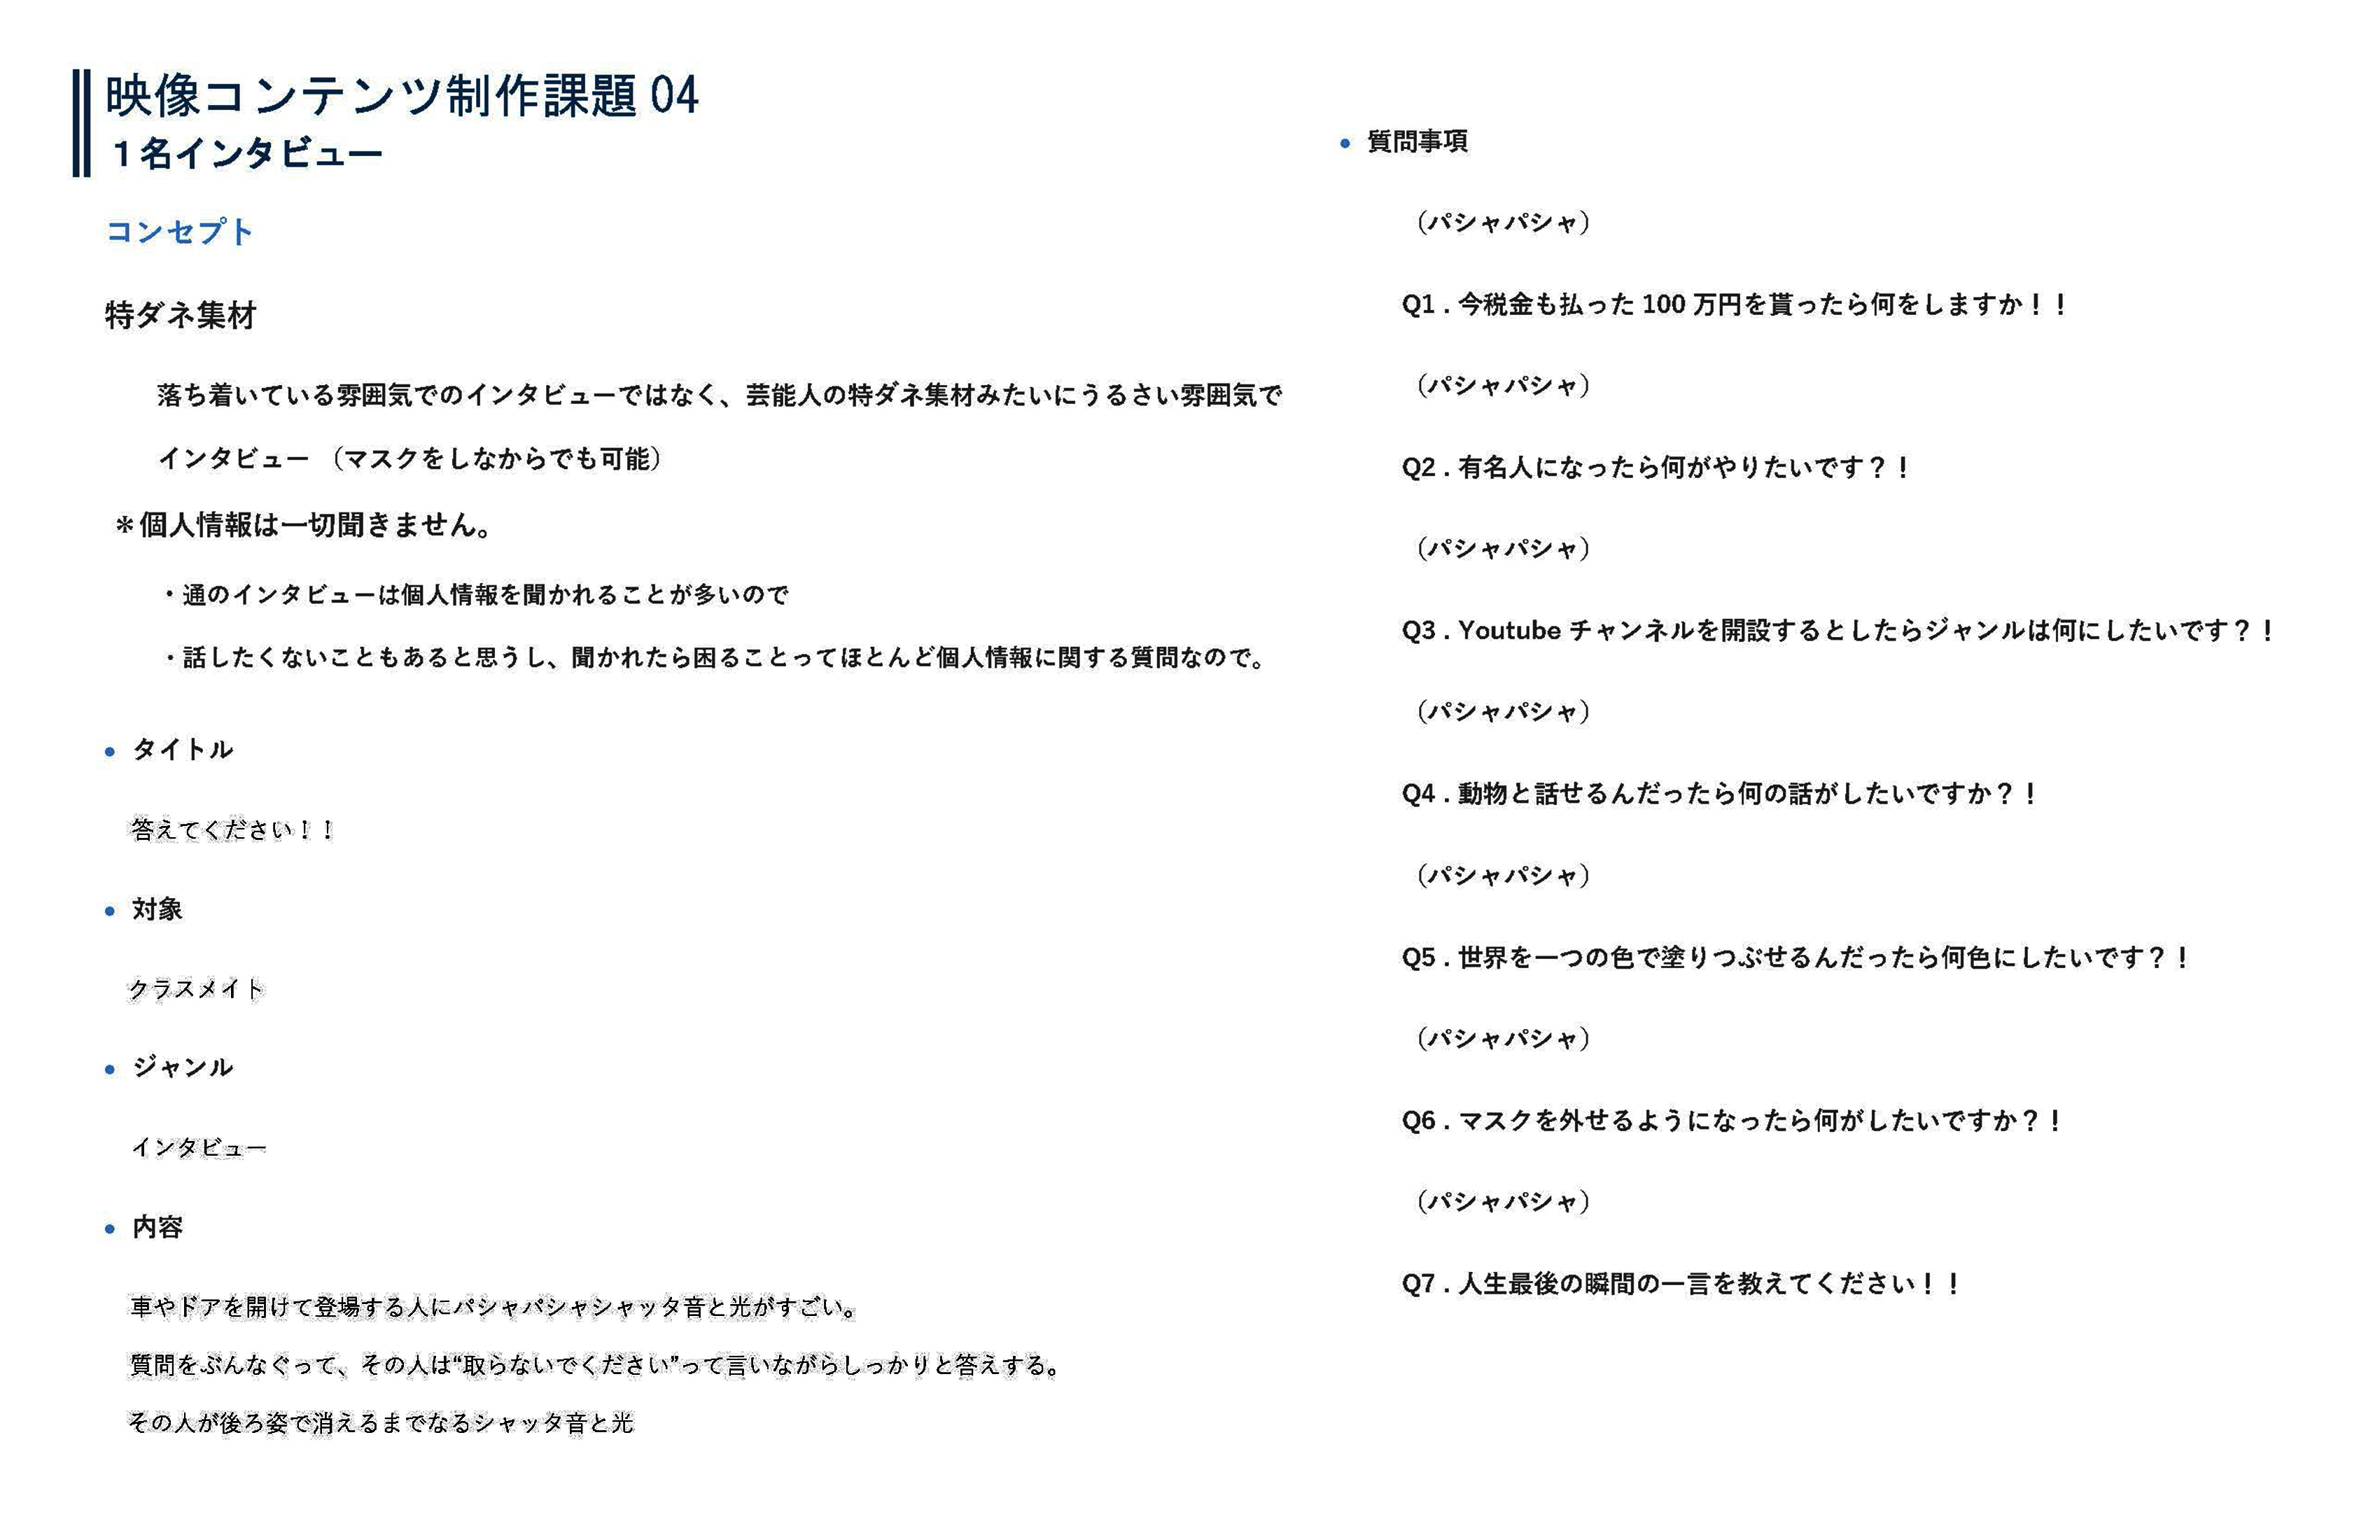 映像コンテンツ制作課題 04
１名インタビュー
コンセプト
特ダネ集材
落ち着いている雰囲気でのインタビューではなく、芸能人の特ダネ集材みたいにうるさい雰囲気で
インタビュー （マスクをしなからでも可能）
＊個人情報は一切聞きません。
・通のインタビューは個人情報を聞かれることが多いので
・話したくないこともあると思うし、聞かれたら困ることってほとんど個人情報に関する質問なので。
• タイトル
答えてください！！
• 対象
クラスメイト
• ジャンル
インタビュー
• 内容
車やドアを開けて登場する人にパシャパシャシャッタ音と光がすごい。
質問をぶんなぐって、その人は“取らないでください”って言いながらしっかりと答えする。
その人が後ろ姿で消えるまでなるシャッタ音と光
• 質問事項
（パシャパシャ）
Q1 . 今税金も払った 100 万円を貰ったら何をしますか！！
（パシャパシャ）
Q2 . 有名人になったら何がやりたいです？！
（パシャパシャ）
Q3 . Youtube チャンネルを開設するとしたらジャンルは何にしたいです？！
（パシャパシャ）
Q4 . 動物と話せるんだったら何の話がしたいですか？！
（パシャパシャ）
Q5 . 世界を一つの色で塗りつぶせるんだったら何色にしたいです？！
（パシャパシャ）
Q6 . マスクを外せるようになったら何がしたいですか？！
（パシャパシャ）
Q7 . 人生最後の瞬間の一言を教えてください！！